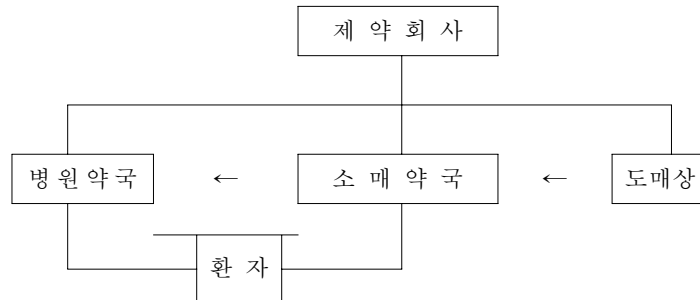 제 약 회 사
병 원 약 국 ← 소 매 약 국 ← 도매상
환 자